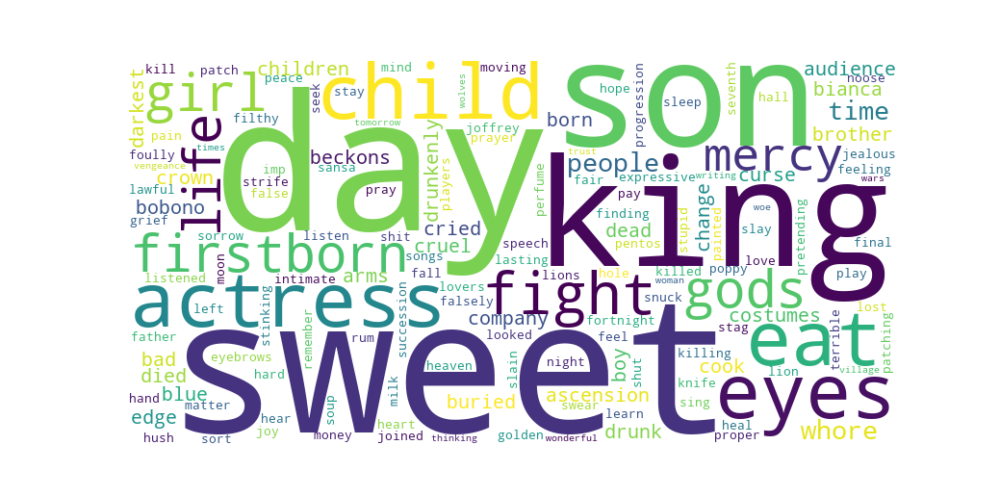 kill patch children mind moving son audience
peace seek stay hope seventh hall noose
darkest girl child sleep bianca
filthy wolves progression time
pain life day tomorrow joffrey born brother
foully times beckons prayer people mercy jealous
vengeance imp sansa players trust writing feeling
crown strife pray drunkenly perfume fair expressive curse wars
lawful false pay change
bobono finding stupid painted slay
grief cried king dead woe final
sorrow listen shit cruel songs speech pentos love pretending play
firstborn moon fall lasting killed poppy
listened intimate arms lovers lions hole woman gods lost
left actress falsely fight snuck costumes
father stinking remember rum succession company looked fortnight stag terrible patching
bad eyebrows heaven night feel boy shut killing lion eat village
died hard milk slain cook
blue matter soup sweet buried ascension knife eyes
hand swear learn sing heal
edge hear heart whore
hush sort joy money joined thinking golden wonderful drunk proper